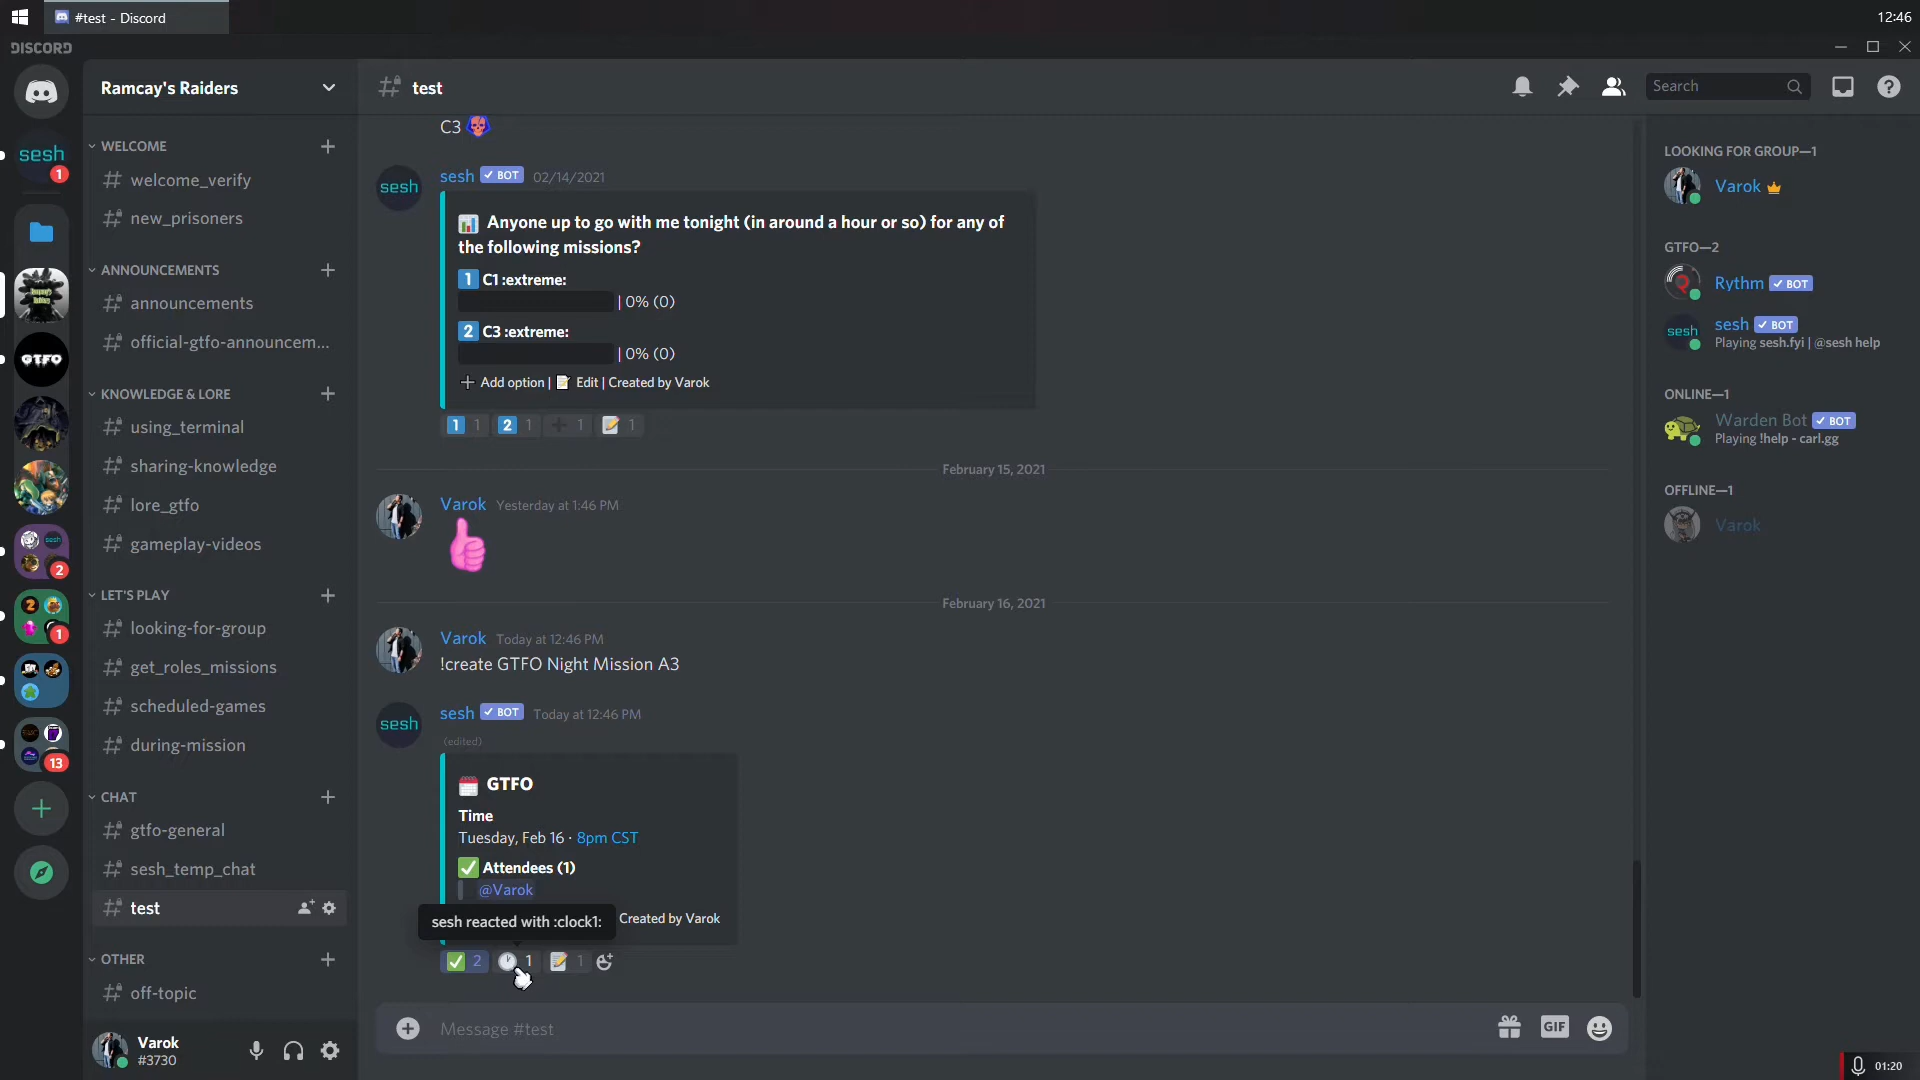 #test - Discord
12:46
DISCORD
Ramcay's Raiders
test
Search
sesh
1
GTFO
2
1
13
WELCOME
welcome_verify
new_prisoners
ANNOUNCEMENTS
announcements
official-gtfo-announcem...
KNOWLEDGE & LORE
using_terminal
sharing-knowledge
lore_gtfo
gameplay-videos
LET'S PLAY
looking-for-group
get_roles_missions
scheduled-games
during-mission
CHAT
gtfo-general
sesh_temp_chat
test
OTHER
off-topic
Varok
#3730
C3
sesh
sesh BOT 02/14/2021
Anyone up to go with me tonight (in around a hour or so) for any of
the following missions?
1 C1 :extreme:
| 0% (0)
2 C3 :extreme:
| 0% (0)
Add option | Edit | Created by Varok
1 1 2 1 1 1
February 15, 2021
Varok Yesterday at 1:46 PM
February 16, 2021
Varok Today at 12:46 PM
!create GTFO Night Mission A3
sesh
sesh BOT Today at 12:46 PM
(edited)
GTFO
Time
Tuesday, Feb 16 · 8pm CST
Attendees (1)
@Varok
sesh reacted with :clock1:
Created by Varok
2 1 1
Message #test
GIF
LOOKING FOR GROUP—1
Varok
GTFO—2
Rythm BOT
sesh
sesh BOT
Playing sesh.fyi | @sesh help
ONLINE—1
Warden Bot BOT
Playing !help - carl.gg
OFFLINE—1
Varok
01:20